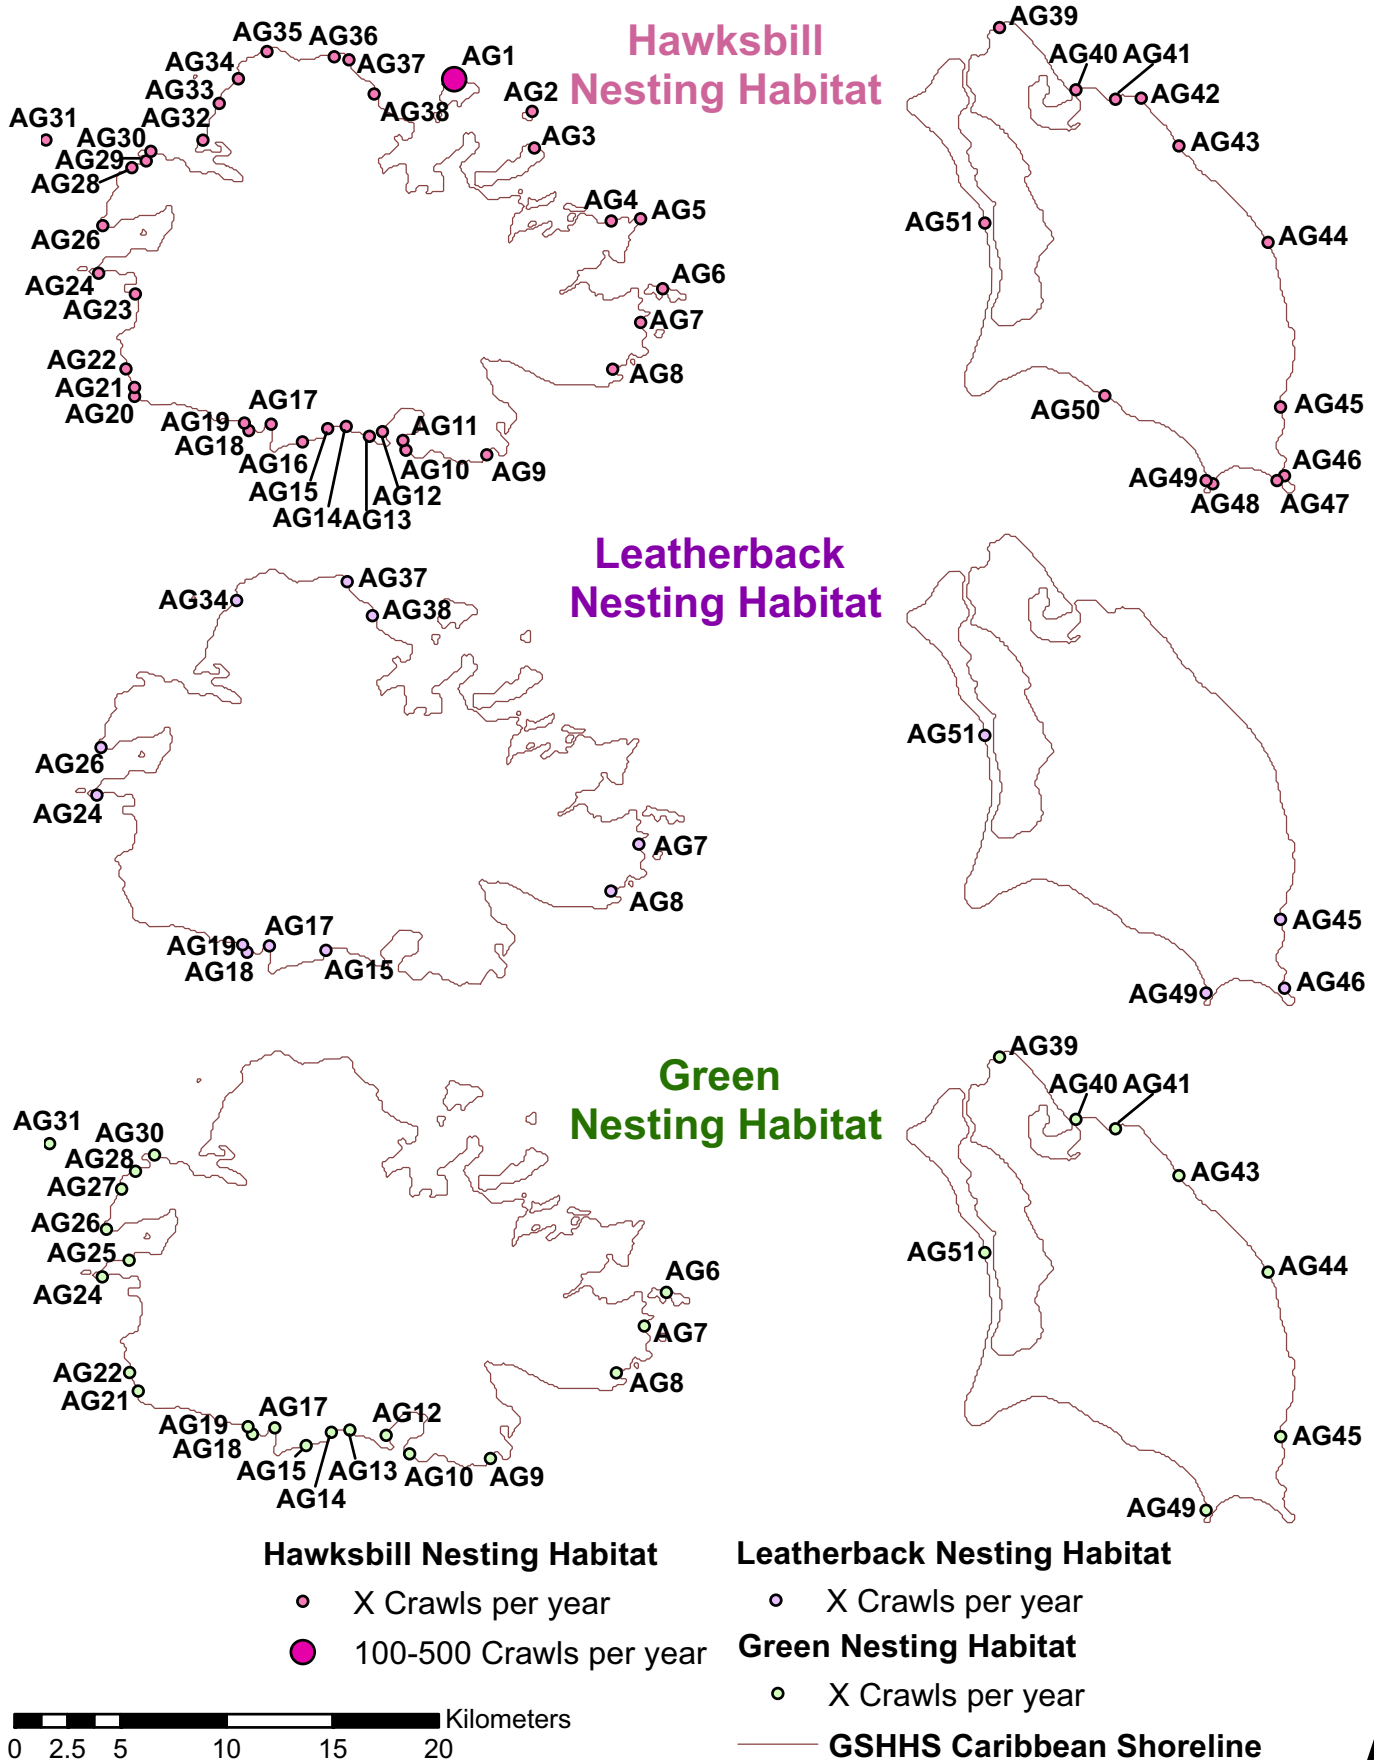 Hawksbill
Nesting Habitat
AG35
AG36
AG34
AG37
AG1
AG33
AG38
AG2
AG31
AG32
AG30
AG3
AG29
AG28
AG4
AG5
AG26
AG24
AG6
AG23
AG7
AG22
AG8
AG21
AG20
AG19
AG17
AG11
AG18
AG16
AG10
AG9
AG15
AG12
AG14
AG13
AG39
AG40
AG41
AG42
AG43
AG51
AG44
AG50
AG45
AG46
AG49
AG48
AG47
Leatherback
Nesting Habitat
AG37
AG34
AG38
AG26
AG24
AG7
AG8
AG17
AG19
AG18
AG15
AG51
AG45
AG46
AG49
Green
Nesting Habitat
AG31
AG30
AG28
AG27
AG26
AG25
AG24
AG6
AG7
AG22
AG8
AG21
AG19
AG17
AG12
AG18
AG15
AG13
AG10
AG9
AG14
AG39
AG40
AG41
AG43
AG51
AG44
AG45
AG49
Hawksbill Nesting Habitat
X Crawls per year
100-500 Crawls per year
Leatherback Nesting Habitat
X Crawls per year
Green Nesting Habitat
X Crawls per year
GSHHS Caribbean Shoreline
Kilometers
0 2.5 5 10 15 20